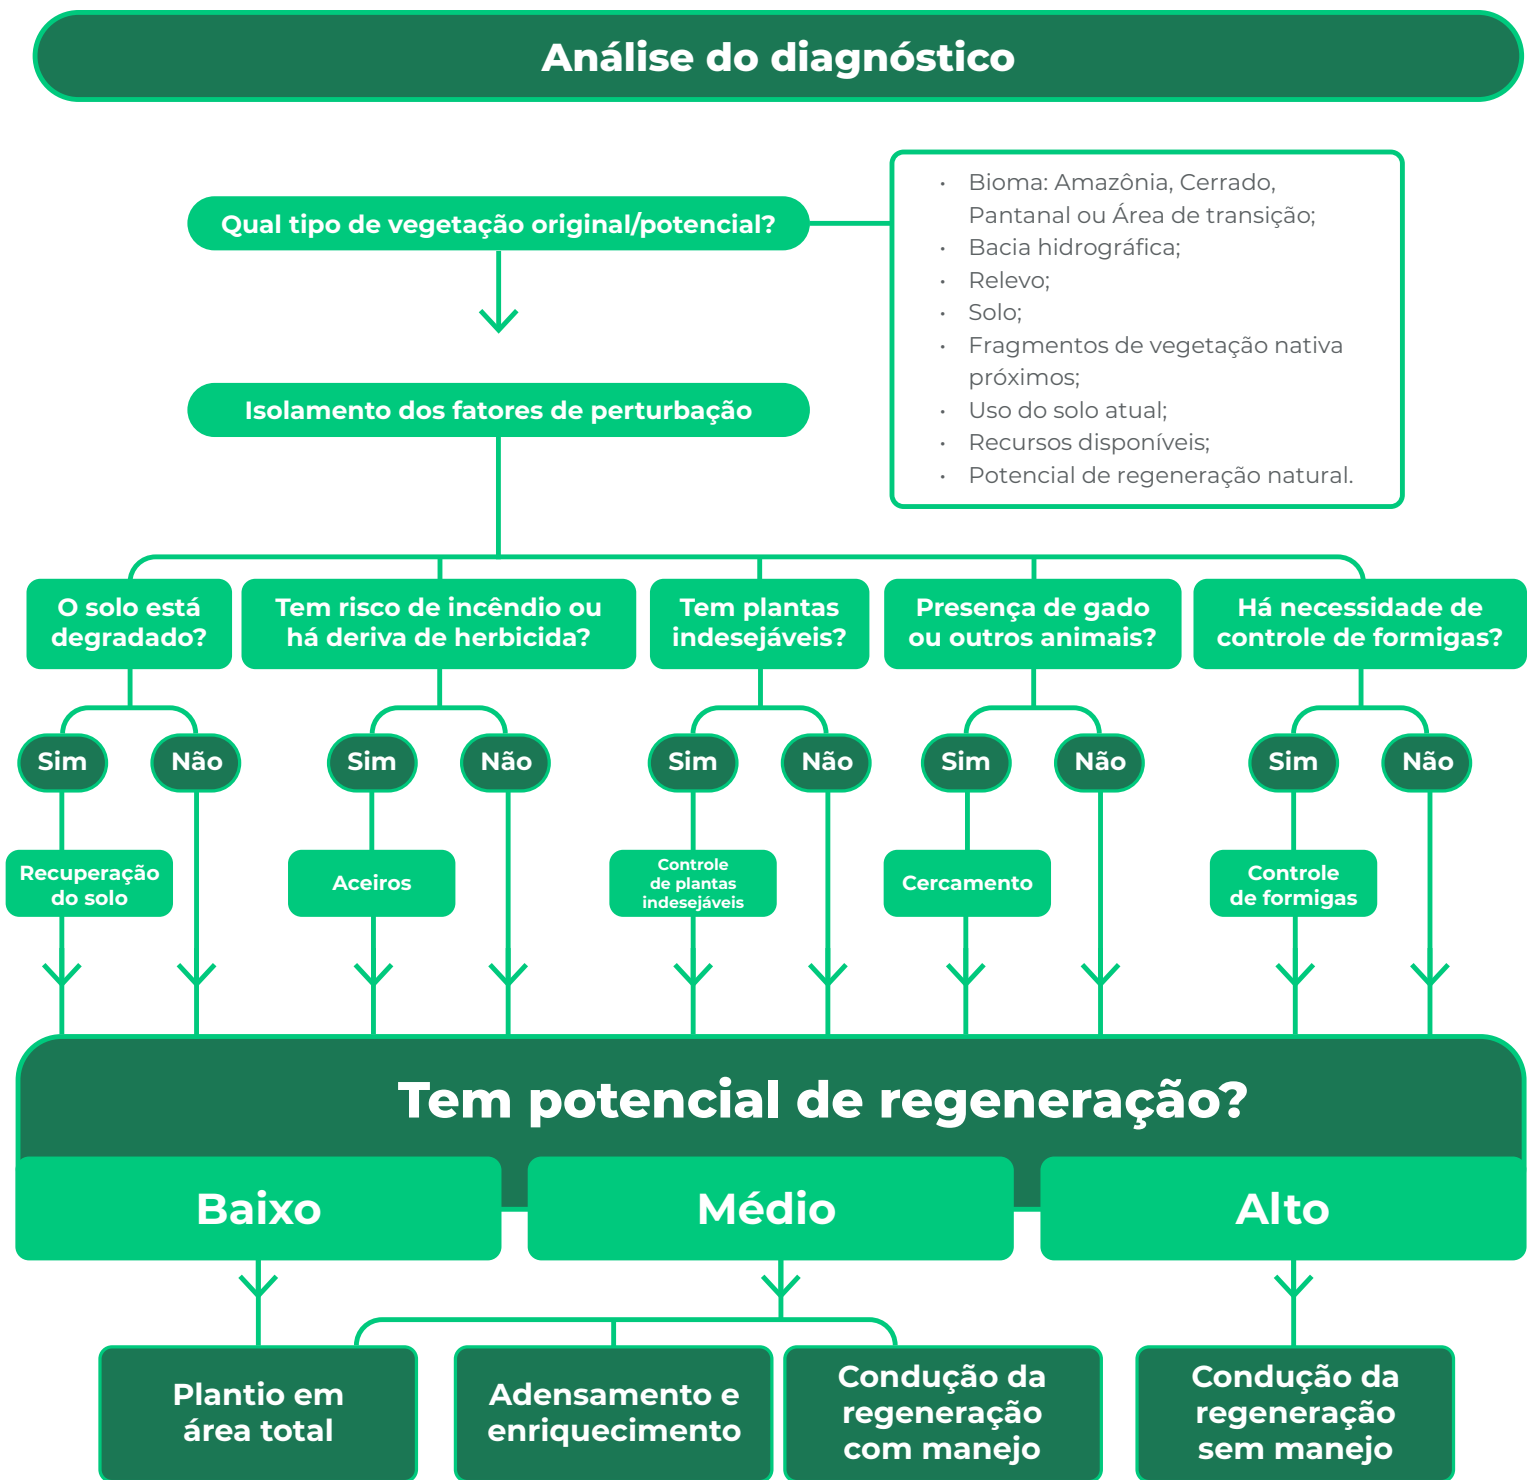 Análise do diagnóstico
Qual tipo de vegetação original/potencial?
• Bioma: Amazônia, Cerrado,
Pantanal ou Área de transição;
• Bacia hidrográfica;
• Relevo;
• Solo;
• Fragmentos de vegetação nativa
próximos;
• Uso do solo atual;
• Recursos disponíveis;
• Potencial de regeneração natural.
Isolamento dos fatores de perturbação
O solo está
degradado?
Tem risco de incêndio ou
há deriva de herbicida?
Tem plantas
indesejáveis?
Presença de gado
ou outros animais?
Há necessidade de
controle de formigas?
Sim
Não
Sim
Não
Sim
Não
Sim
Não
Sim
Não
Recuperação
do solo
Aceiros
Controle
de plantas
indesejáveis
Cercamento
Controle
de formigas
Tem potencial de regeneração?
Baixo
Médio
Alto
Plantio em
área total
Adensamento e
enriquecimento
Condução da
regeneração
com manejo
Condução da
regeneração
sem manejo